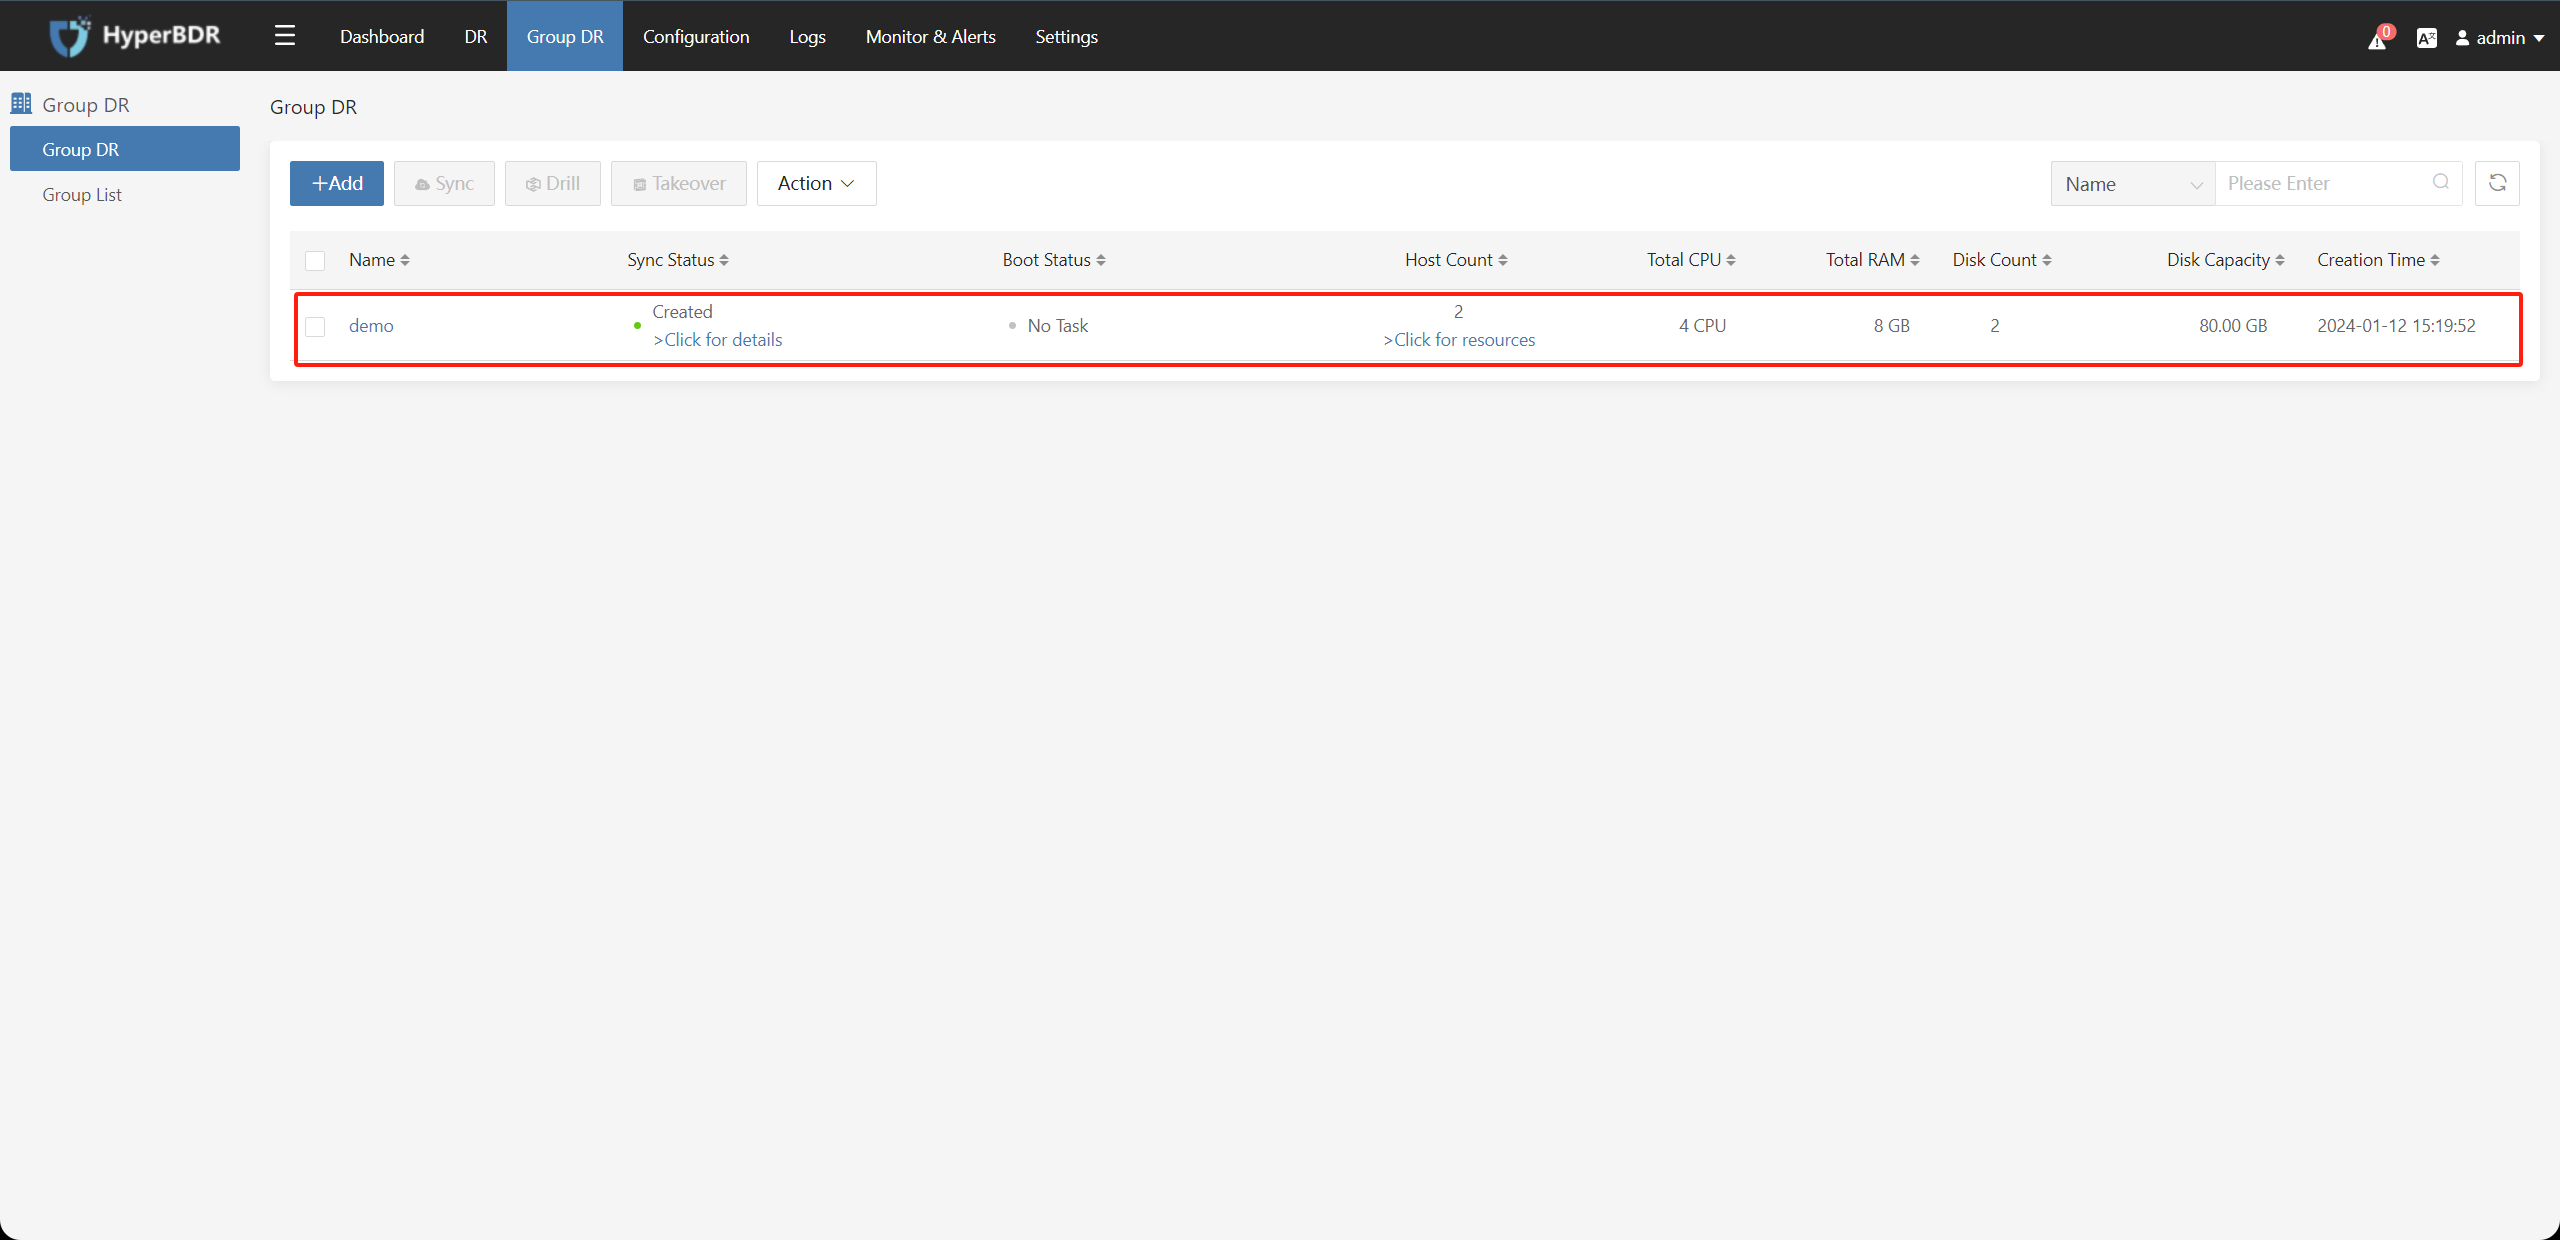 HyperBDR
Dashboard DR Group DR Configuration Logs Monitor & Alerts Settings 0 admin
Group DR
Group DR
Group List
Group DR
+Add Sync Drill Takeover Action Name Please Enter
Name Sync Status Boot Status Host Count Total CPU Total RAM Disk Count Disk Capacity Creation Time
demo Created No Task 2 4 CPU 8 GB 2 80.00 GB 2024-01-12 15:19:52
>Click for details >Click for resources